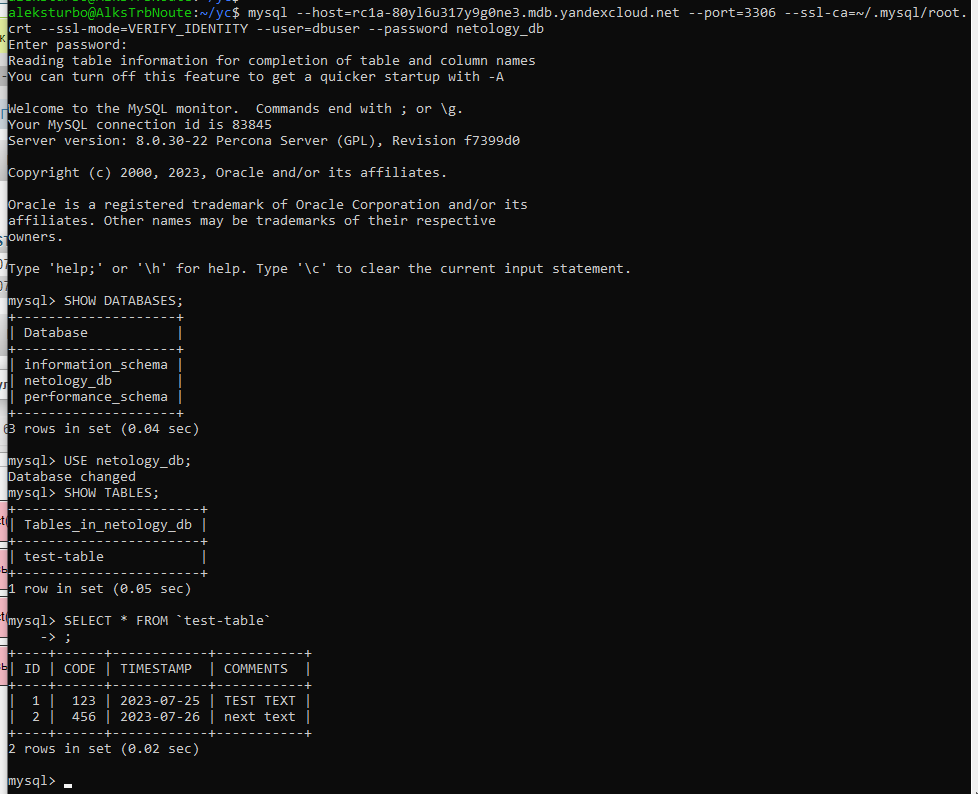 aleksturbo@AlksTrbNoute:~/yc$
aleksturbo@AlksTrbNoute:~/yc$ mysql --host=rc1a-80yl6u317y9g0ne3.mdb.yandexcloud.net --port=3306 --ssl-ca=~/.mysql/root.
crt --ssl-mode=VERIFY_IDENTITY --user=dbuser --password netology_db
Enter password:
Reading table information for completion of table and column names
You can turn off this feature to get a quicker startup with -A
Welcome to the MySQL monitor.  Commands end with ; or \g.
Your MySQL connection id is 83845
Server version: 8.0.30-22 Percona Server (GPL), Revision f7399d0
Copyright (c) 2000, 2023, Oracle and/or its affiliates.
Oracle is a registered trademark of Oracle Corporation and/or its
affiliates. Other names may be trademarks of their respective
owners.
Type 'help;' or '\h' for help. Type '\c' to clear the current input statement.
mysql> SHOW DATABASES;
+--------------------+
| Database           |
+--------------------+
| information_schema |
| netology_db        |
| performance_schema |
+--------------------+
3 rows in set (0.04 sec)
mysql> USE netology_db;
Database changed
mysql> SHOW TABLES;
+-----------------------+
| Tables_in_netology_db |
+-----------------------+
| test-table            |
+-----------------------+
1 row in set (0.05 sec)
mysql> SELECT * FROM `test-table`
    -> ;
+----+------+------------+-----------+
| ID | CODE | TIMESTAMP  | COMMENTS  |
+----+------+------------+-----------+
|  1 |  123 | 2023-07-25 | TEST TEXT |
|  2 |  456 | 2023-07-26 | next text |
+----+------+------------+-----------+
2 rows in set (0.02 sec)
mysql>